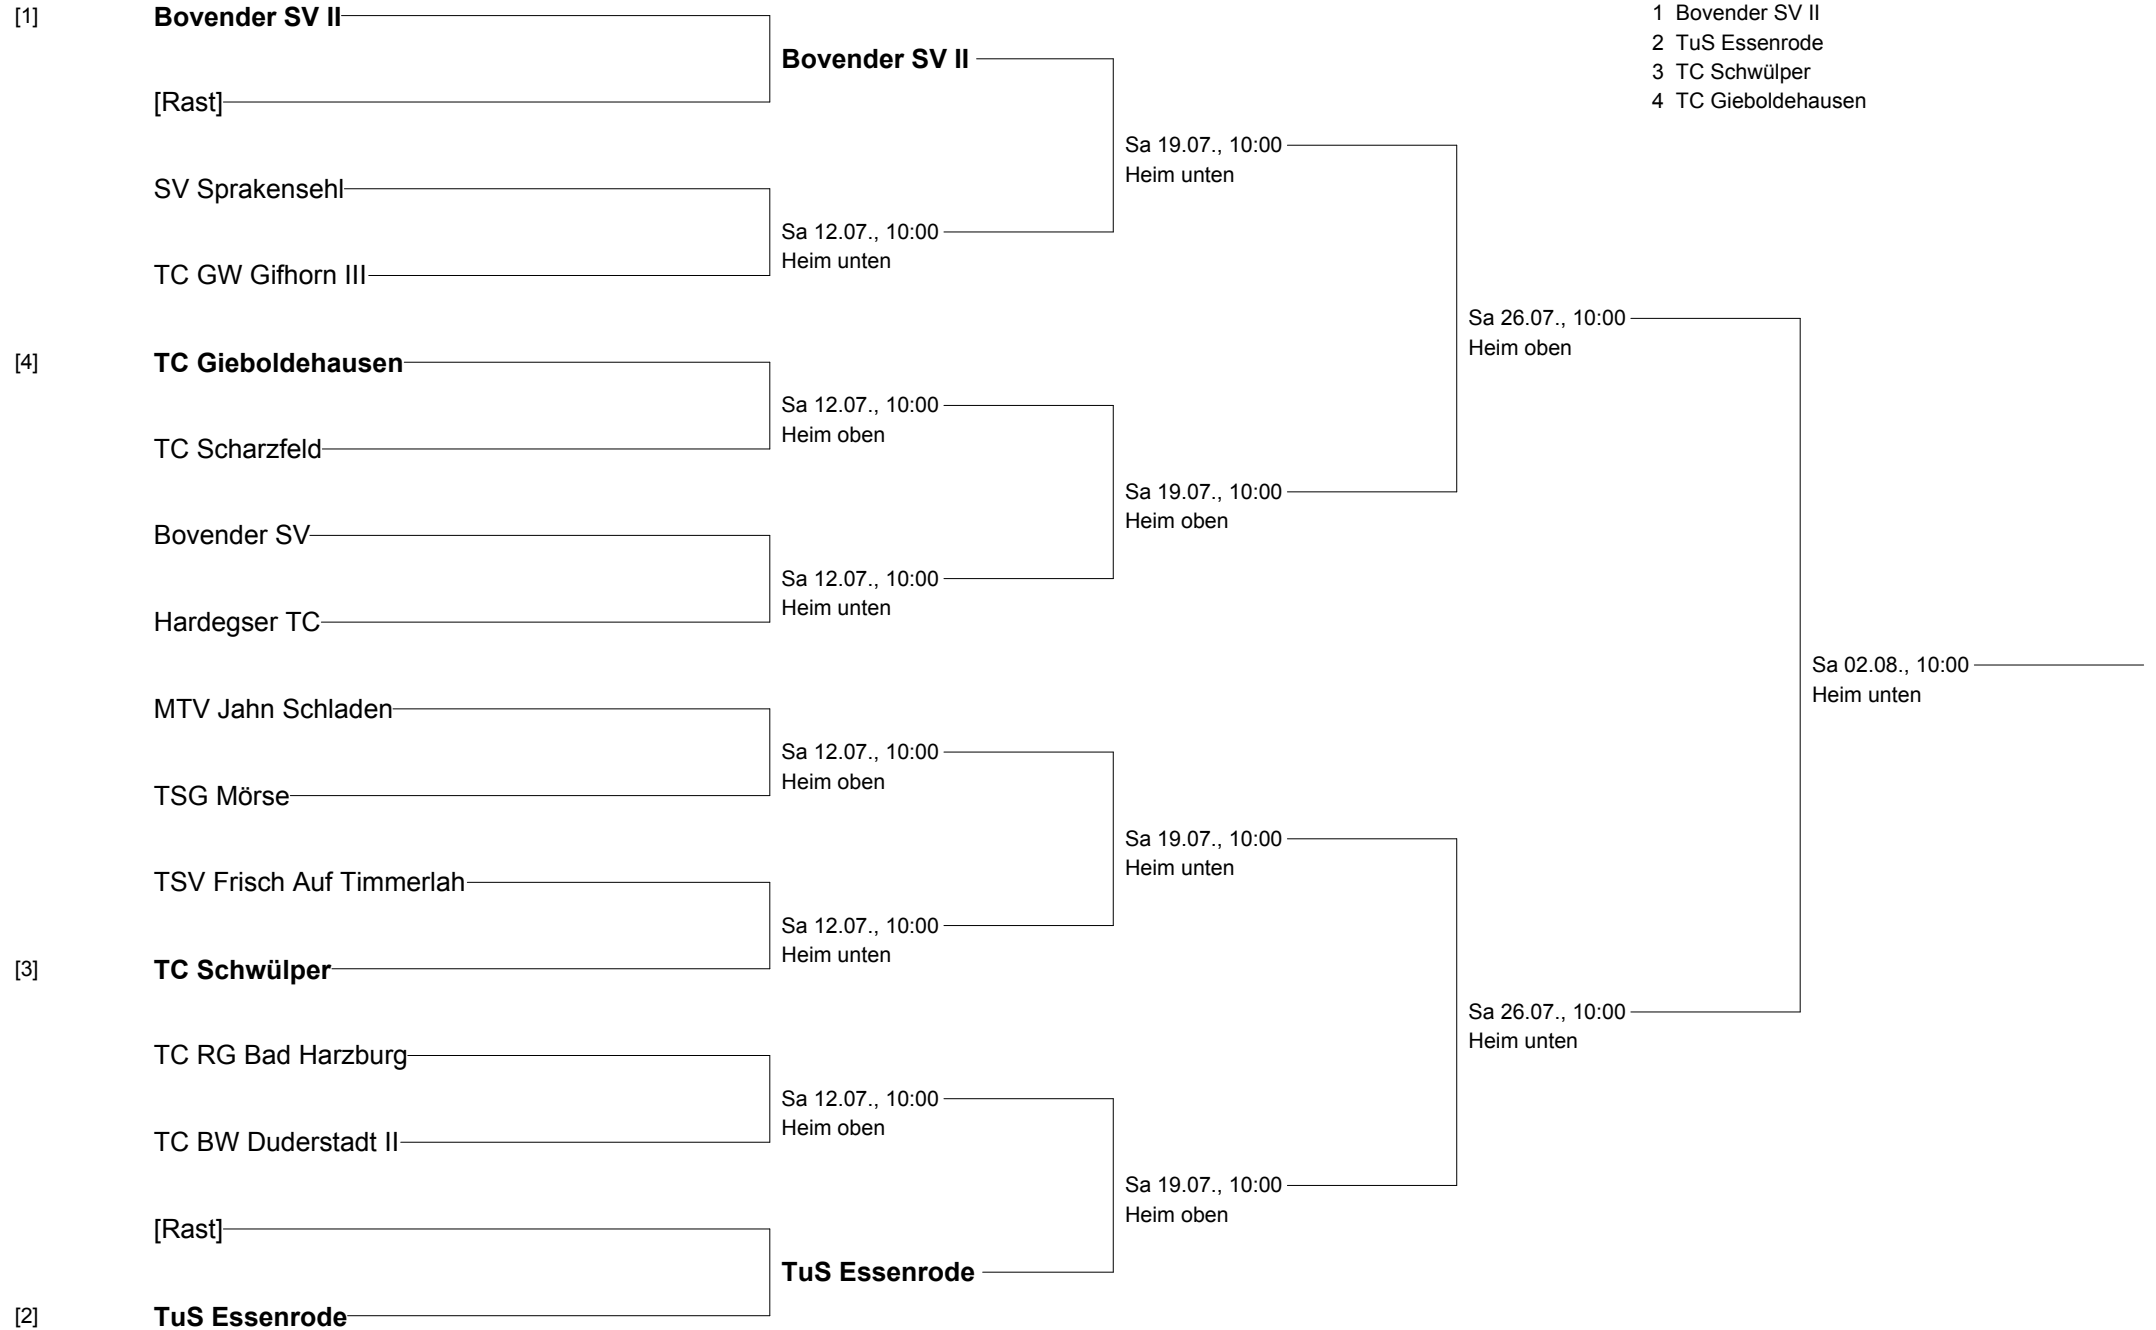 [1] Bovender SV II
[Rast]
Bovender SV II
SV Sprakensehl
TC GW Gifhorn III
Sa 12.07., 10:00
Heim unten
Sa 19.07., 10:00
Heim unten
[4] TC Gieboldehausen
TC Scharzfeld
Sa 12.07., 10:00
Heim oben
Bovender SV
Hardegser TC
Sa 12.07., 10:00
Heim unten
Sa 19.07., 10:00
Heim oben
Sa 26.07., 10:00
Heim oben
MTV Jahn Schladen
TSG Mörse
Sa 12.07., 10:00
Heim oben
TSV Frisch Auf Timmerlah
[3] TC Schwülper
Sa 12.07., 10:00
Heim unten
Sa 19.07., 10:00
Heim unten
TC RG Bad Harzburg
TC BW Duderstadt II
Sa 12.07., 10:00
Heim oben
[Rast]
[2] TuS Essenrode
TuS Essenrode
Sa 19.07., 10:00
Heim oben
Sa 26.07., 10:00
Heim unten
Sa 02.08., 10:00
Heim unten
1 Bovender SV II
2 TuS Essenrode
3 TC Schwülper
4 TC Gieboldehausen